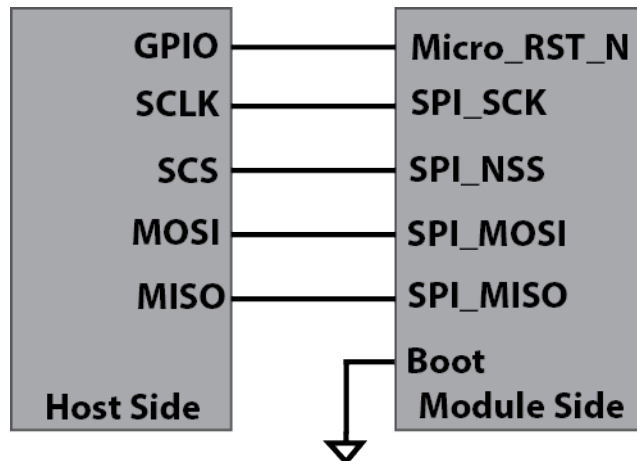 GPIO Micro_RST_N
SCLK SPI_SCK
SCS SPI_NSS
MOSI SPI_MOSI
MISO SPI_MISO
Boot
Host Side Module Side